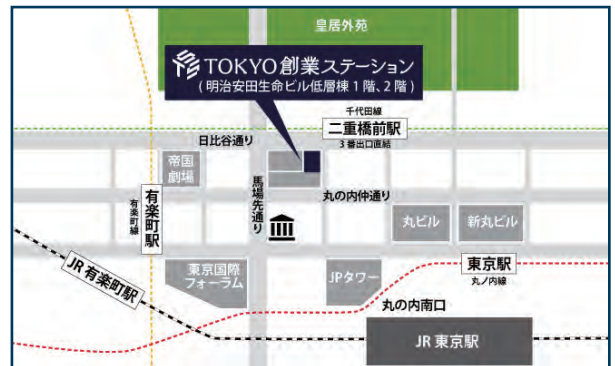 皇居外苑
TOKYO創業ステーション
(明治安田生命ビル低層棟1階、2階)
千代田線
二重橋前駅
3番出口直結
日比谷通り
帝国
劇場
馬場先通り
丸の内仲通り
有楽町駅
有楽町線
丸ビル
新丸ビル
JR有楽町駅
東京国際
フォーラム
JPタワー
東京駅
丸ノ内線
丸の内南口
JR 東京駅